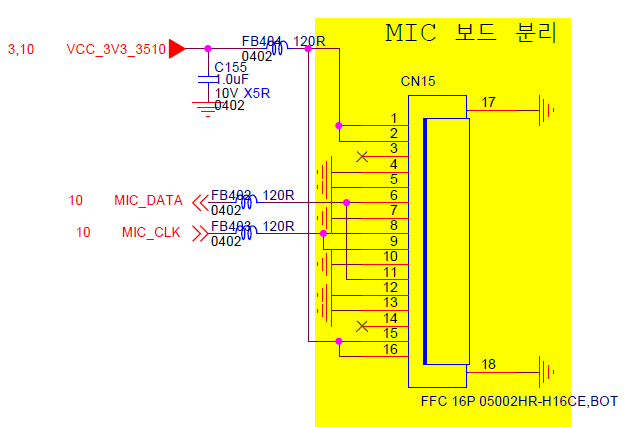 MIC 보드 분리
3,10 VCC_3V3_3510 FB404 120R
0402
C155
1.0uF
10V X5R
0402
CN15
17
1
2
3
4
5
10 MIC_DATA FB402 120R 6
0402
7
10 MIC_CLK FB403 120R 8
0402
9
10
11
12
13
14
15
16
18
FFC 16P 05002HR-H16CE,BOT